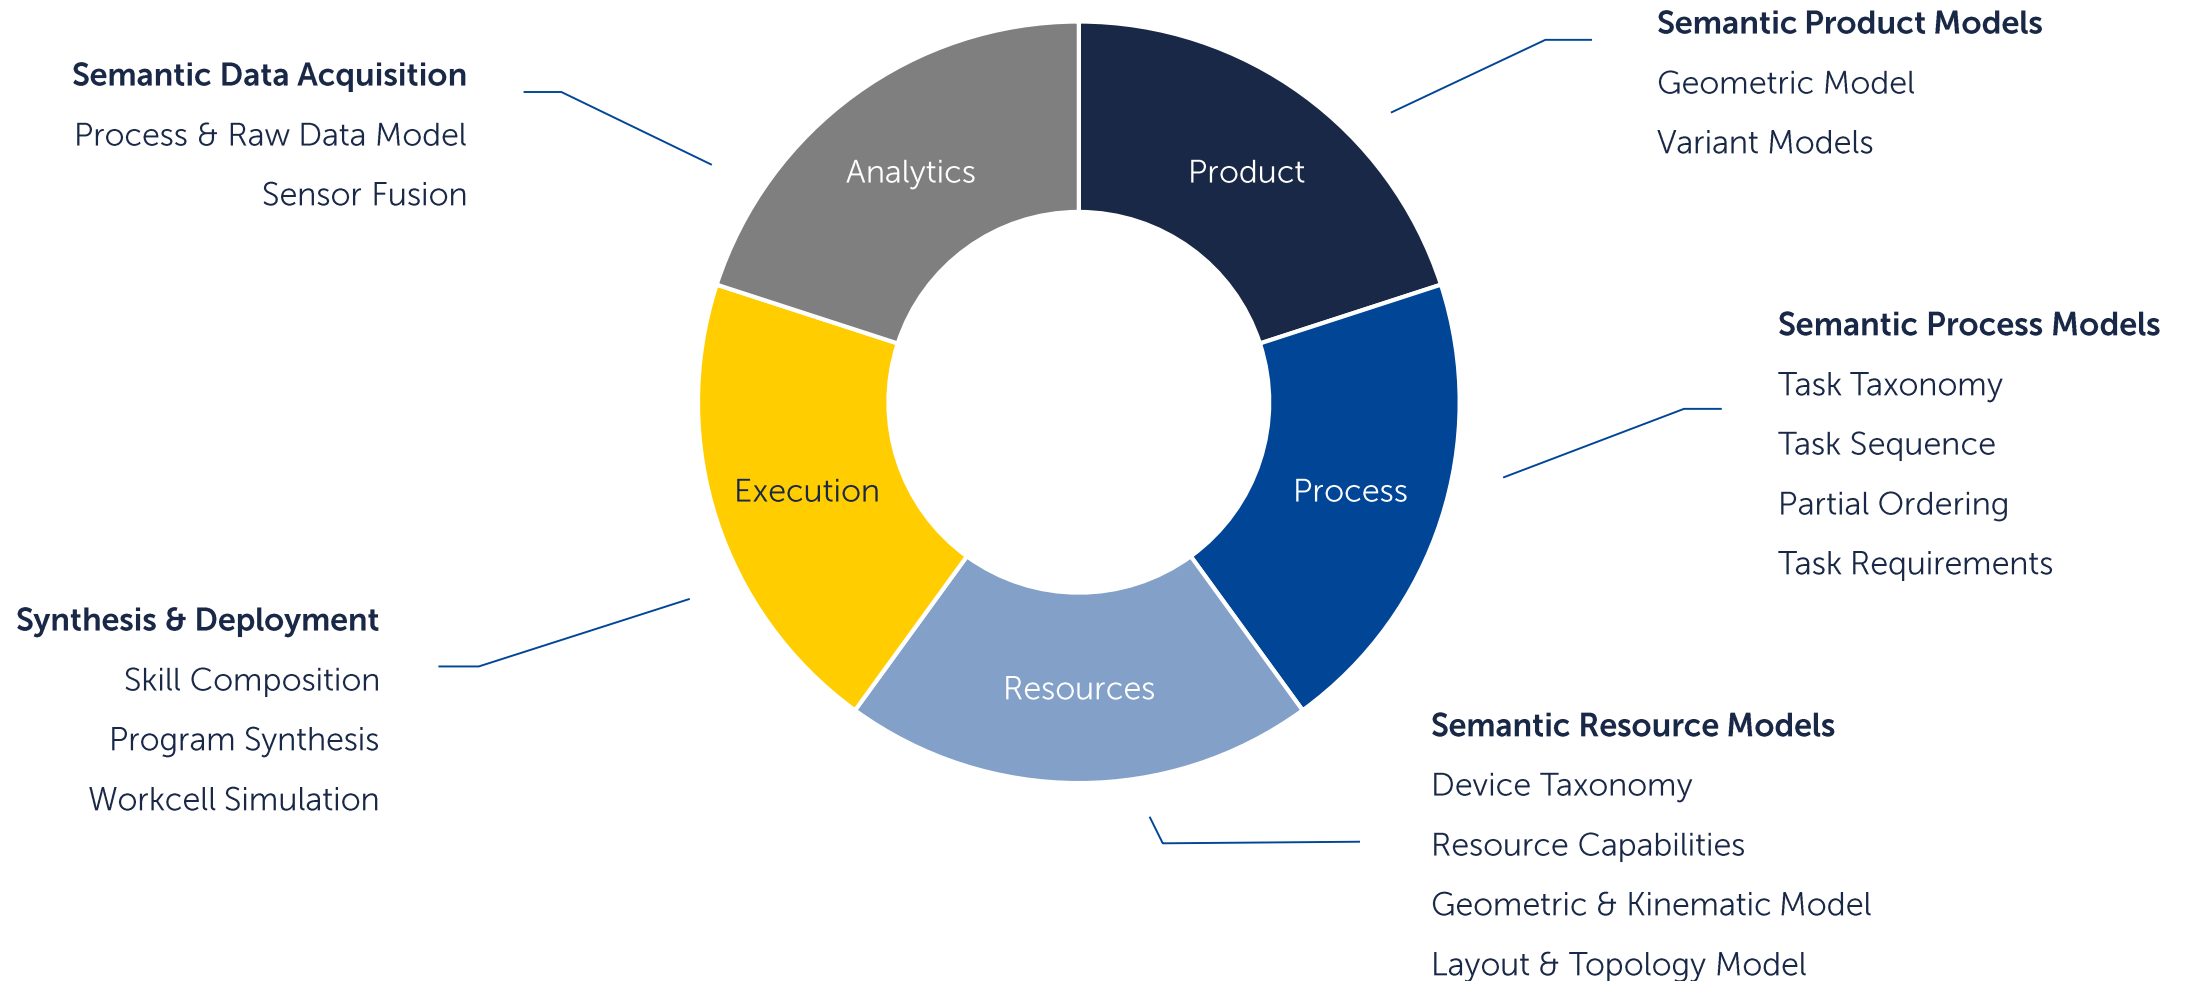 Semantic Product Models
Geometric Model
Variant Models
Semantic Data Acquisition
Process & Raw Data Model
Sensor Fusion
Analytics
Product
Semantic Process Models
Task Taxonomy
Task Sequence
Partial Ordering
Task Requirements
Execution
Process
Synthesis & Deployment
Skill Composition
Program Synthesis
Workcell Simulation
Resources
Semantic Resource Models
Device Taxonomy
Resource Capabilities
Geometric & Kinematic Model
Layout & Topology Model